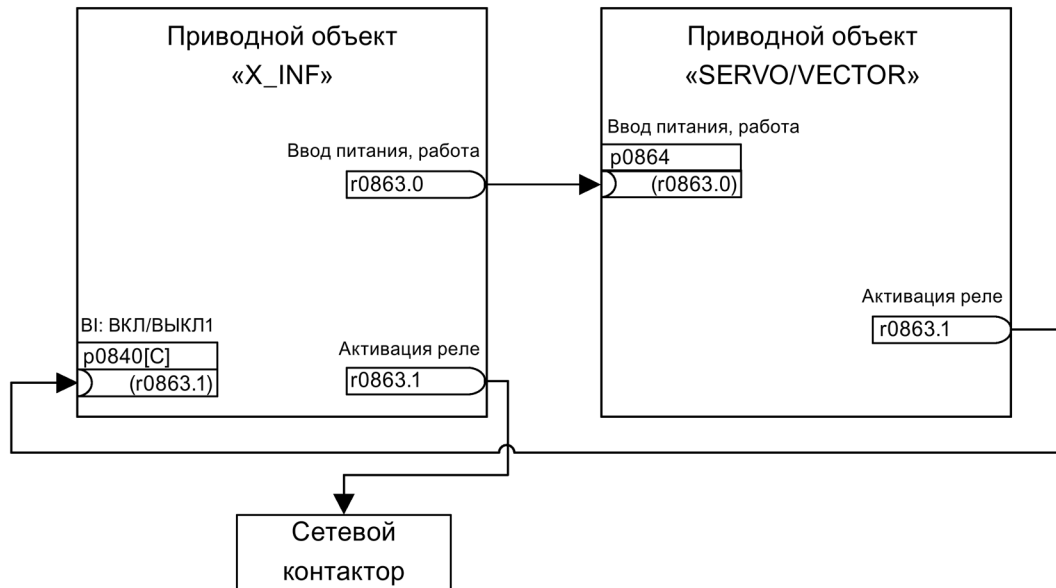 Приводной объект
«X_INF»
Ввод питания, работа
r0863.0
BI: ВКЛ/ВЫКЛ1
p0840[C]
(r0863.1)
Активация реле
r0863.1
Приводной объект
«SERVO/VECTOR»
Ввод питания, работа
p0864
(r0863.0)
Активация реле
r0863.1
Сетевой
контактор